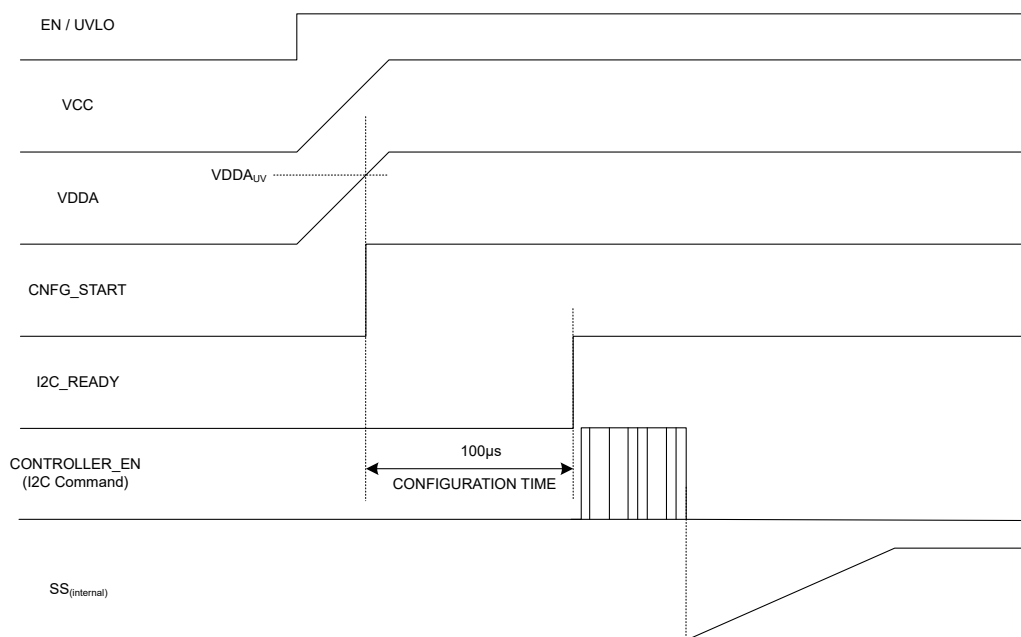 EN / UVLO
VCC
VDDA_UV
VDDA
CNFG_START
I2C_READY
100µs
CONTROLLER_EN
(I2C Command)
CONFIGURATION TIME
SS(internal)